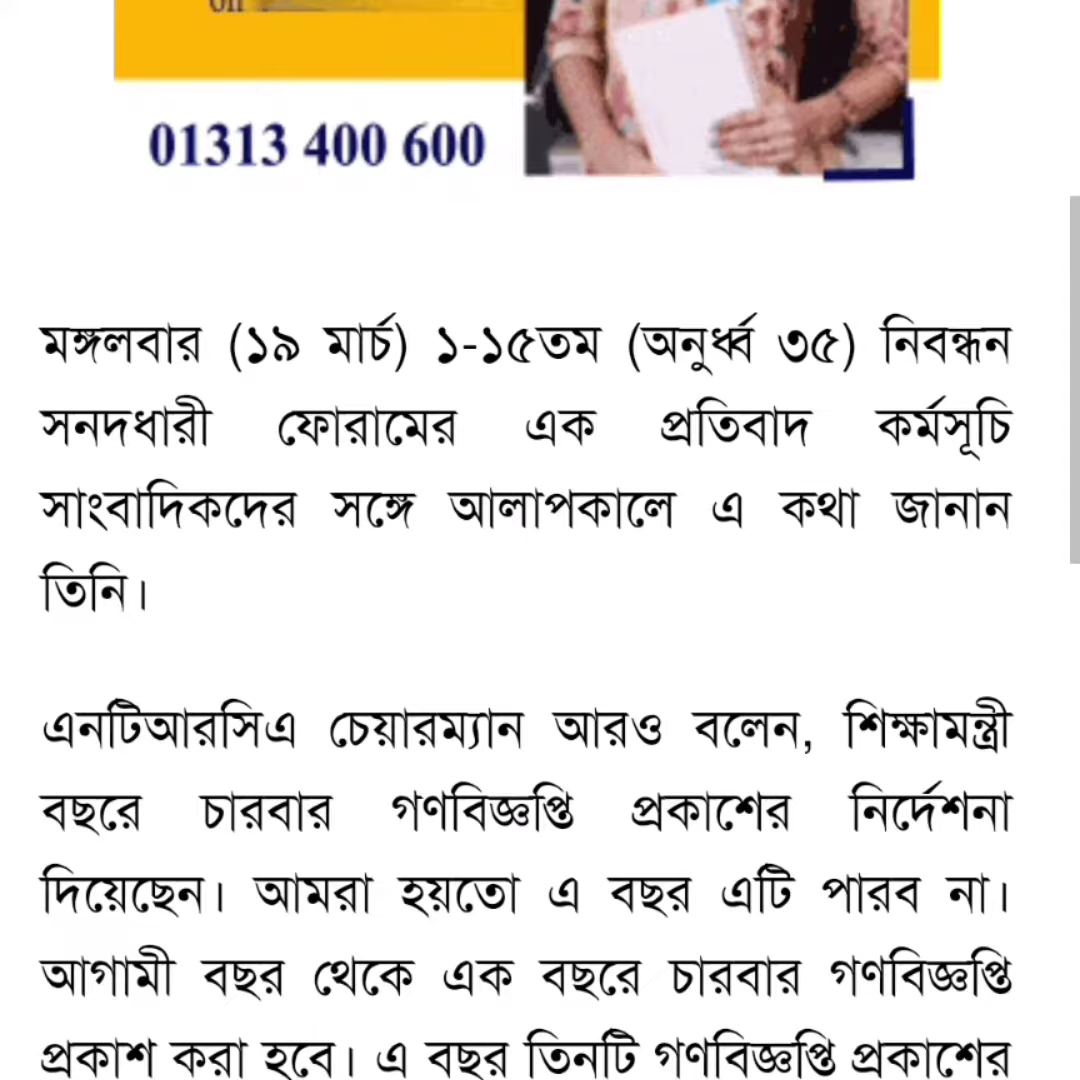 on
01313 400 600
মঙ্গলবার (১৯ মার্চ) ১-১৫তম (অনুর্ধ্ব ৩৫) নিবন্ধন
সনদধারী ফোরামের এক প্রতিবাদ কর্মসূচি
সাংবাদিকদের সঙ্গে আলাপকালে এ কথা জানান
তিনি।
এনটিআরসিএ চেয়ারম্যান আরও বলেন, শিক্ষামন্ত্রী
বছরে চারবার গণবিজ্ঞপ্তি প্রকাশের নির্দেশনা
দিয়েছেন। আমরা হয়তো এ বছর এটি পারব না।
আগামী বছর থেকে এক বছরে চারবার গণবিজ্ঞপ্তি
প্রকাশ করা হবে। এ বছর তিনটি গণবিজ্ঞপ্তি প্রকাশের